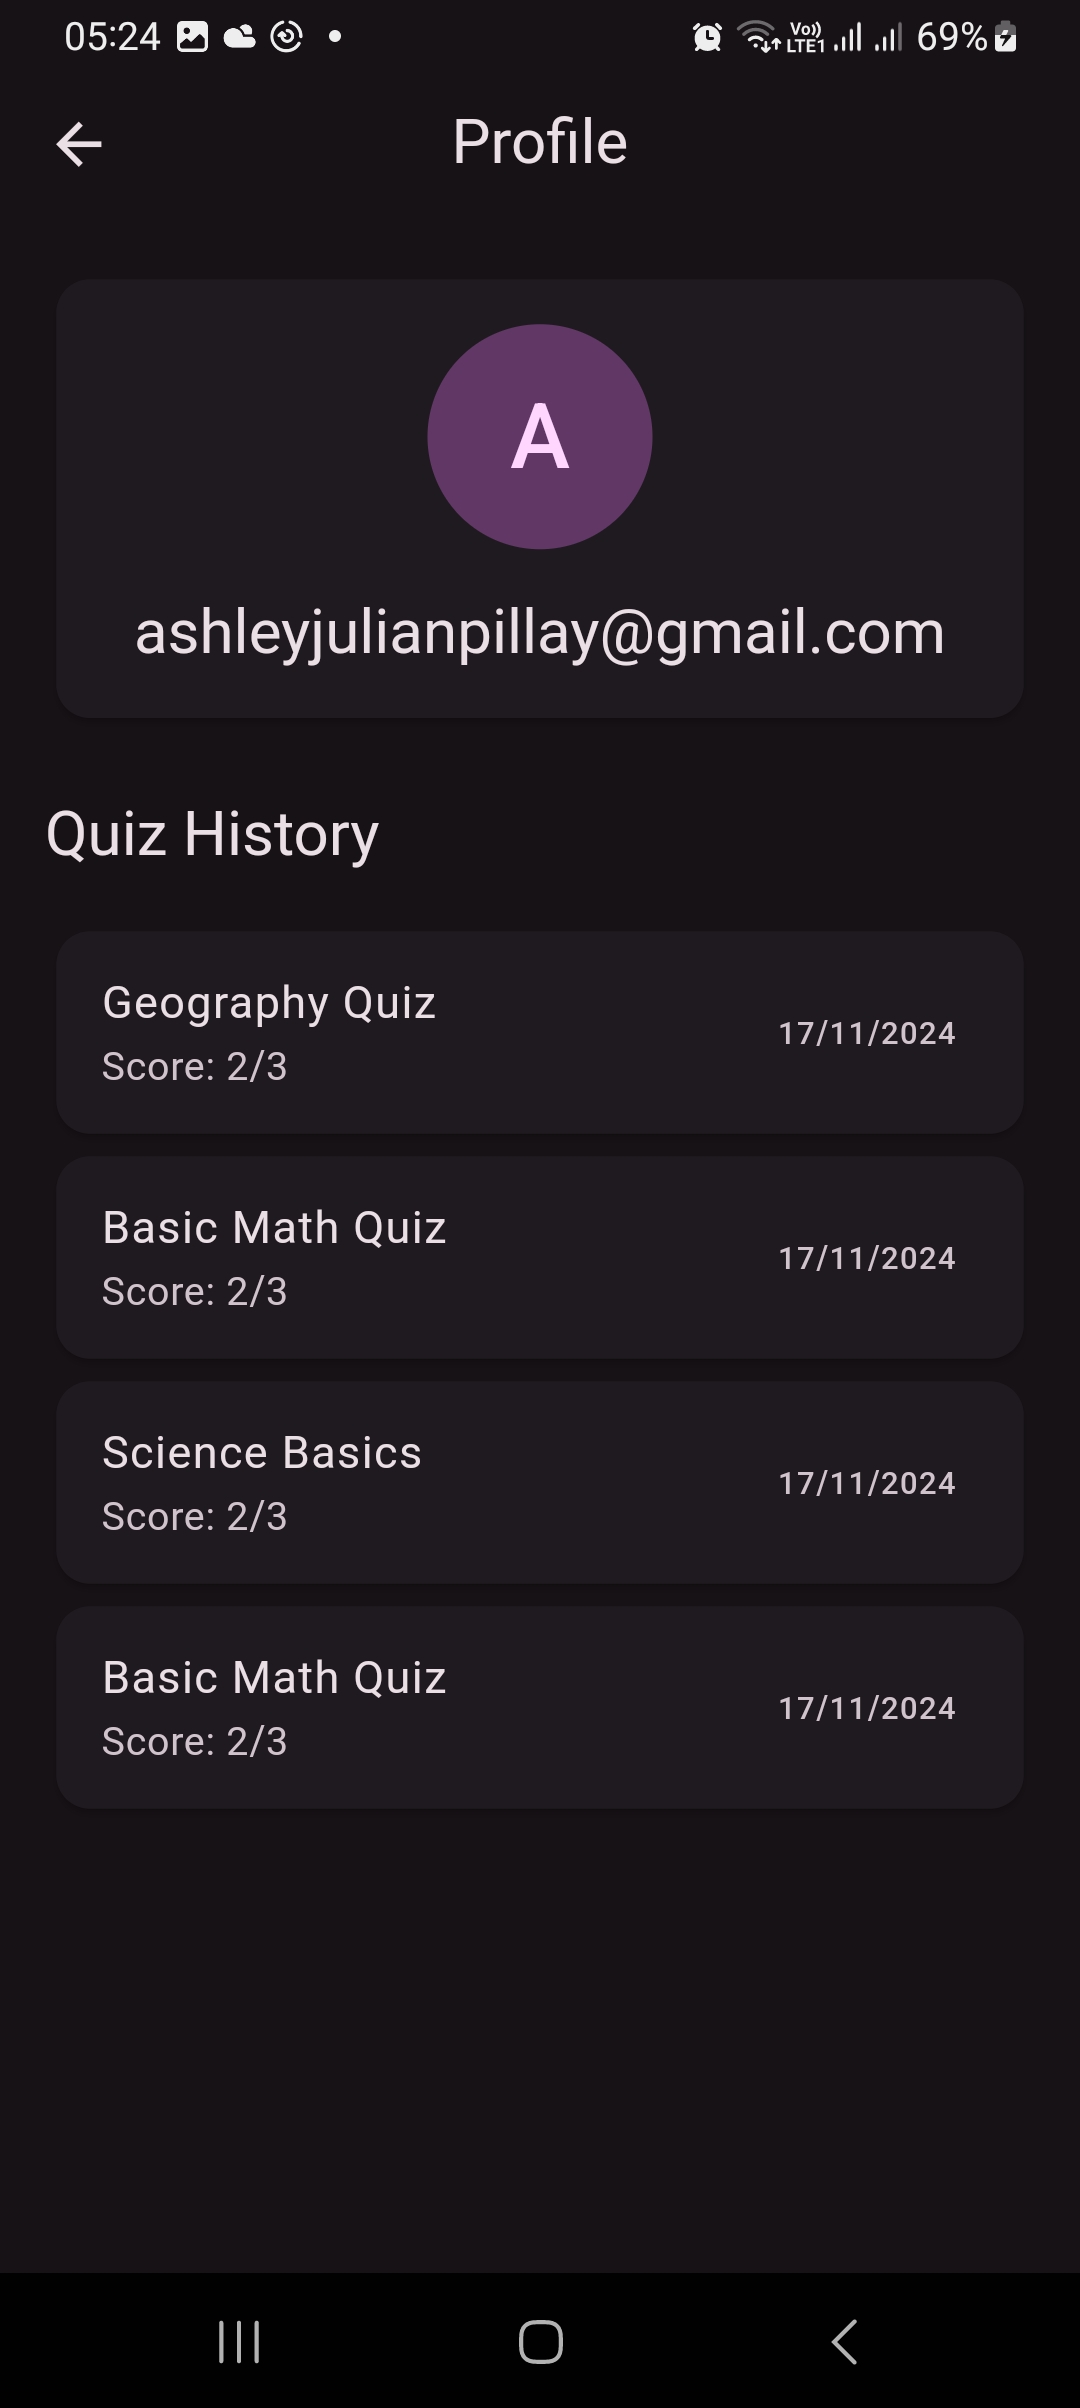 05:24
Vo)) LTE1 69%
Profile
A
ashleyjulianpillay@gmail.com
Quiz History
Geography Quiz
Score: 2/3
17/11/2024
Basic Math Quiz
Score: 2/3
17/11/2024
Science Basics
Score: 2/3
17/11/2024
Basic Math Quiz
Score: 2/3
17/11/2024